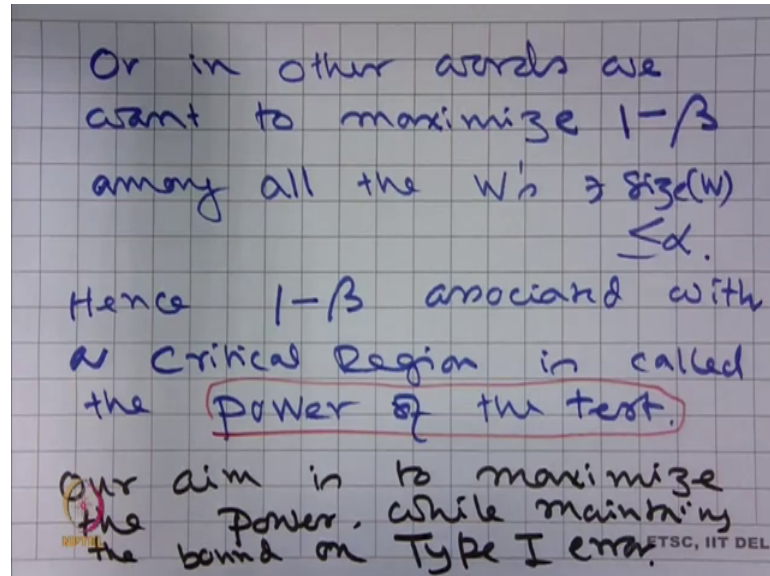 Or in other words we
want to maximize 1-β
among all the W's ∋ size(W)
≤α.
Hence 1-β associated with
a Critical Region is called
the power of the test.
Our aim is to maximize
the Power. while maintaining
the bound on Type I error.
NPTEL
ETSC, IIT DEL